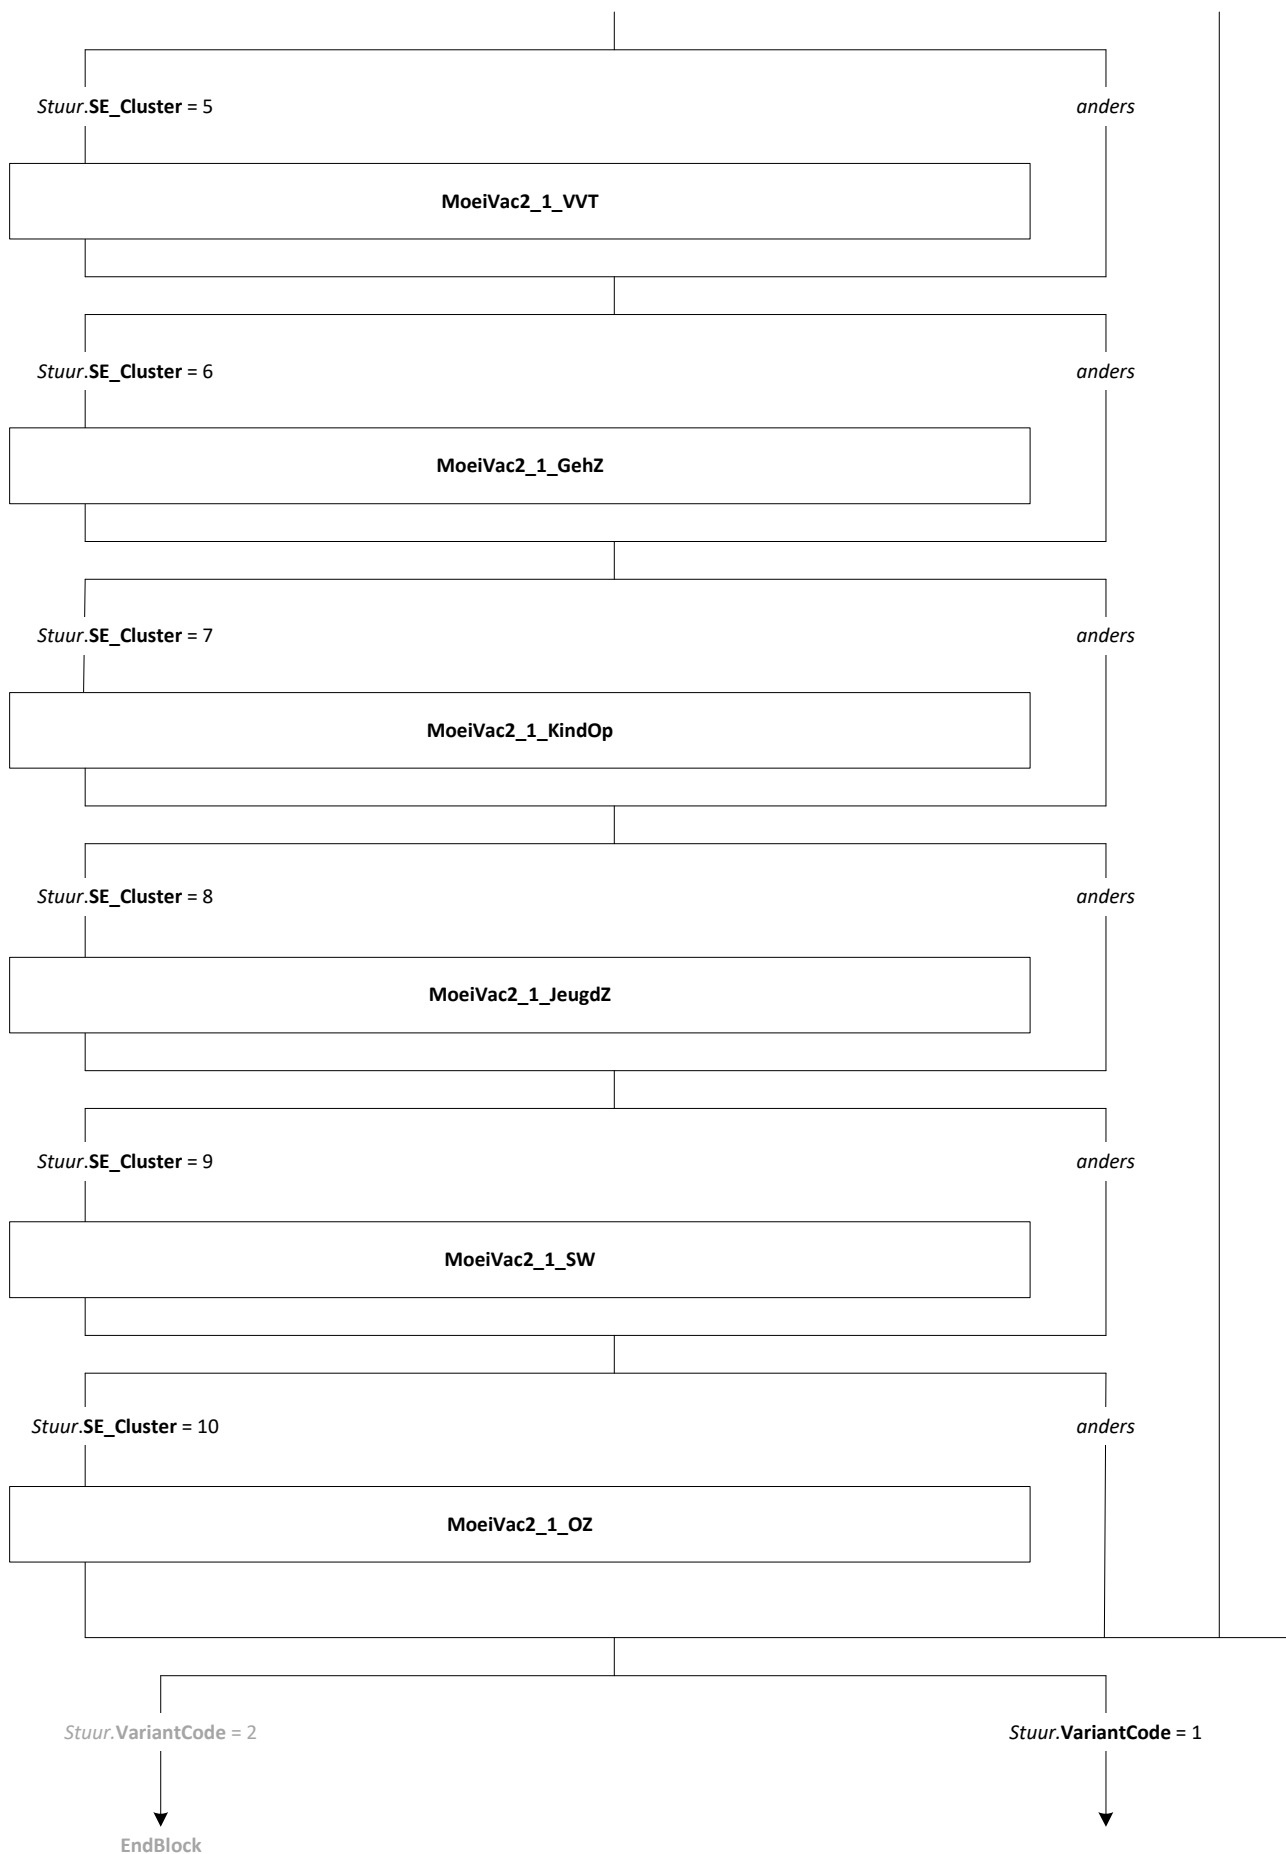 Stuur.SE_Cluster = 5 anders
MoeiVac2_1_VVT
Stuur.SE_Cluster = 6 anders
MoeiVac2_1_GehZ
Stuur.SE_Cluster = 7 anders
MoeiVac2_1_KindOp
Stuur.SE_Cluster = 8 anders
MoeiVac2_1_JeugdZ
Stuur.SE_Cluster = 9 anders
MoeiVac2_1_SW
Stuur.SE_Cluster = 10 anders
MoeiVac2_1_OZ
Stuur.VariantCode = 2 Stuur.VariantCode = 1
EndBlock